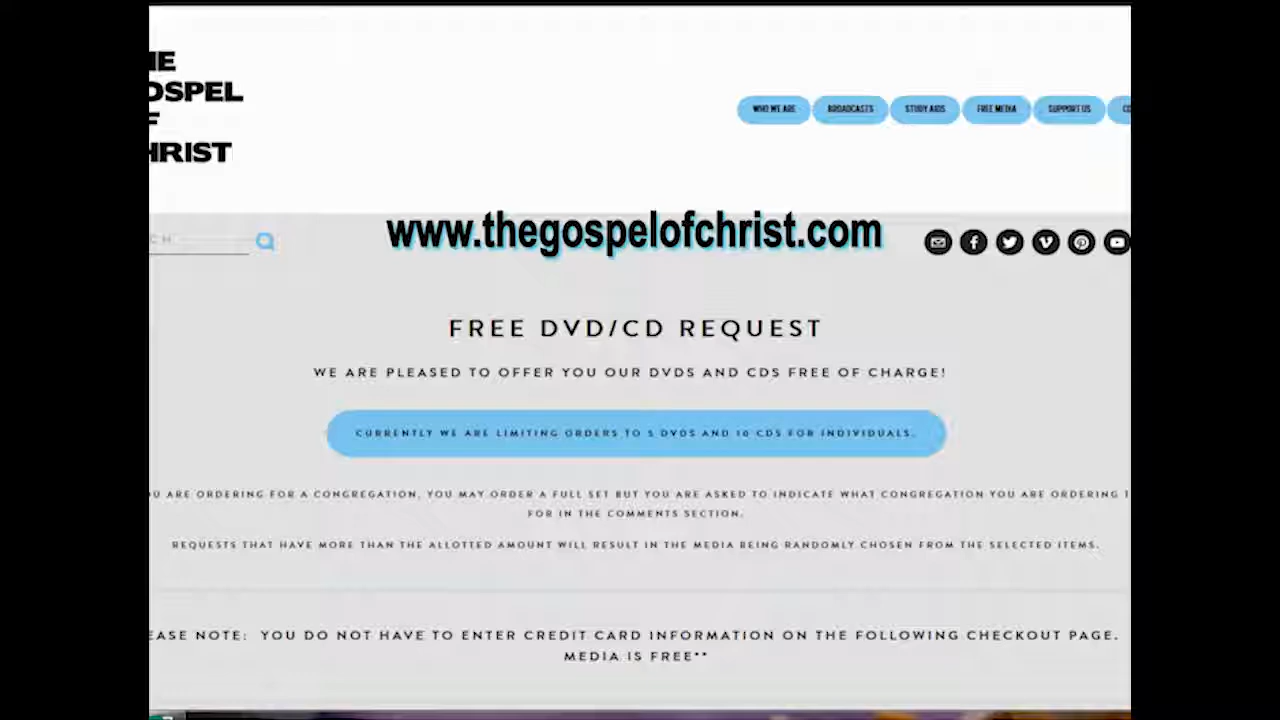 HE
OSPEL
F
HRIST
WHO WE ARE
BROADCASTS
STUDY AIDS
FREE MEDIA
SUPPORT US
CO
CH
www.thegospelofchrist.com
FREE DVD/CD REQUEST
WE ARE PLEASED TO OFFER YOU OUR DVDS AND CDS FREE OF CHARGE!
CURRENTLY WE ARE LIMITING ORDERS TO 5 DVDS AND 10 CDS FOR INDIVIDUALS.
OU ARE ORDERING FOR A CONGREGATION, YOU MAY ORDER A FULL SET BUT YOU ARE ASKED TO INDICATE WHAT CONGREGATION YOU ARE ORDERING T
FOR IN THE COMMENTS SECTION.
REQUESTS THAT HAVE MORE THAN THE ALLOTTED AMOUNT WILL RESULT IN THE MEDIA BEING RANDOMLY CHOSEN FROM THE SELECTED ITEMS.
EASE NOTE: YOU DO NOT HAVE TO ENTER CREDIT CARD INFORMATION ON THE FOLLOWING CHECKOUT PAGE.
MEDIA IS FREE**